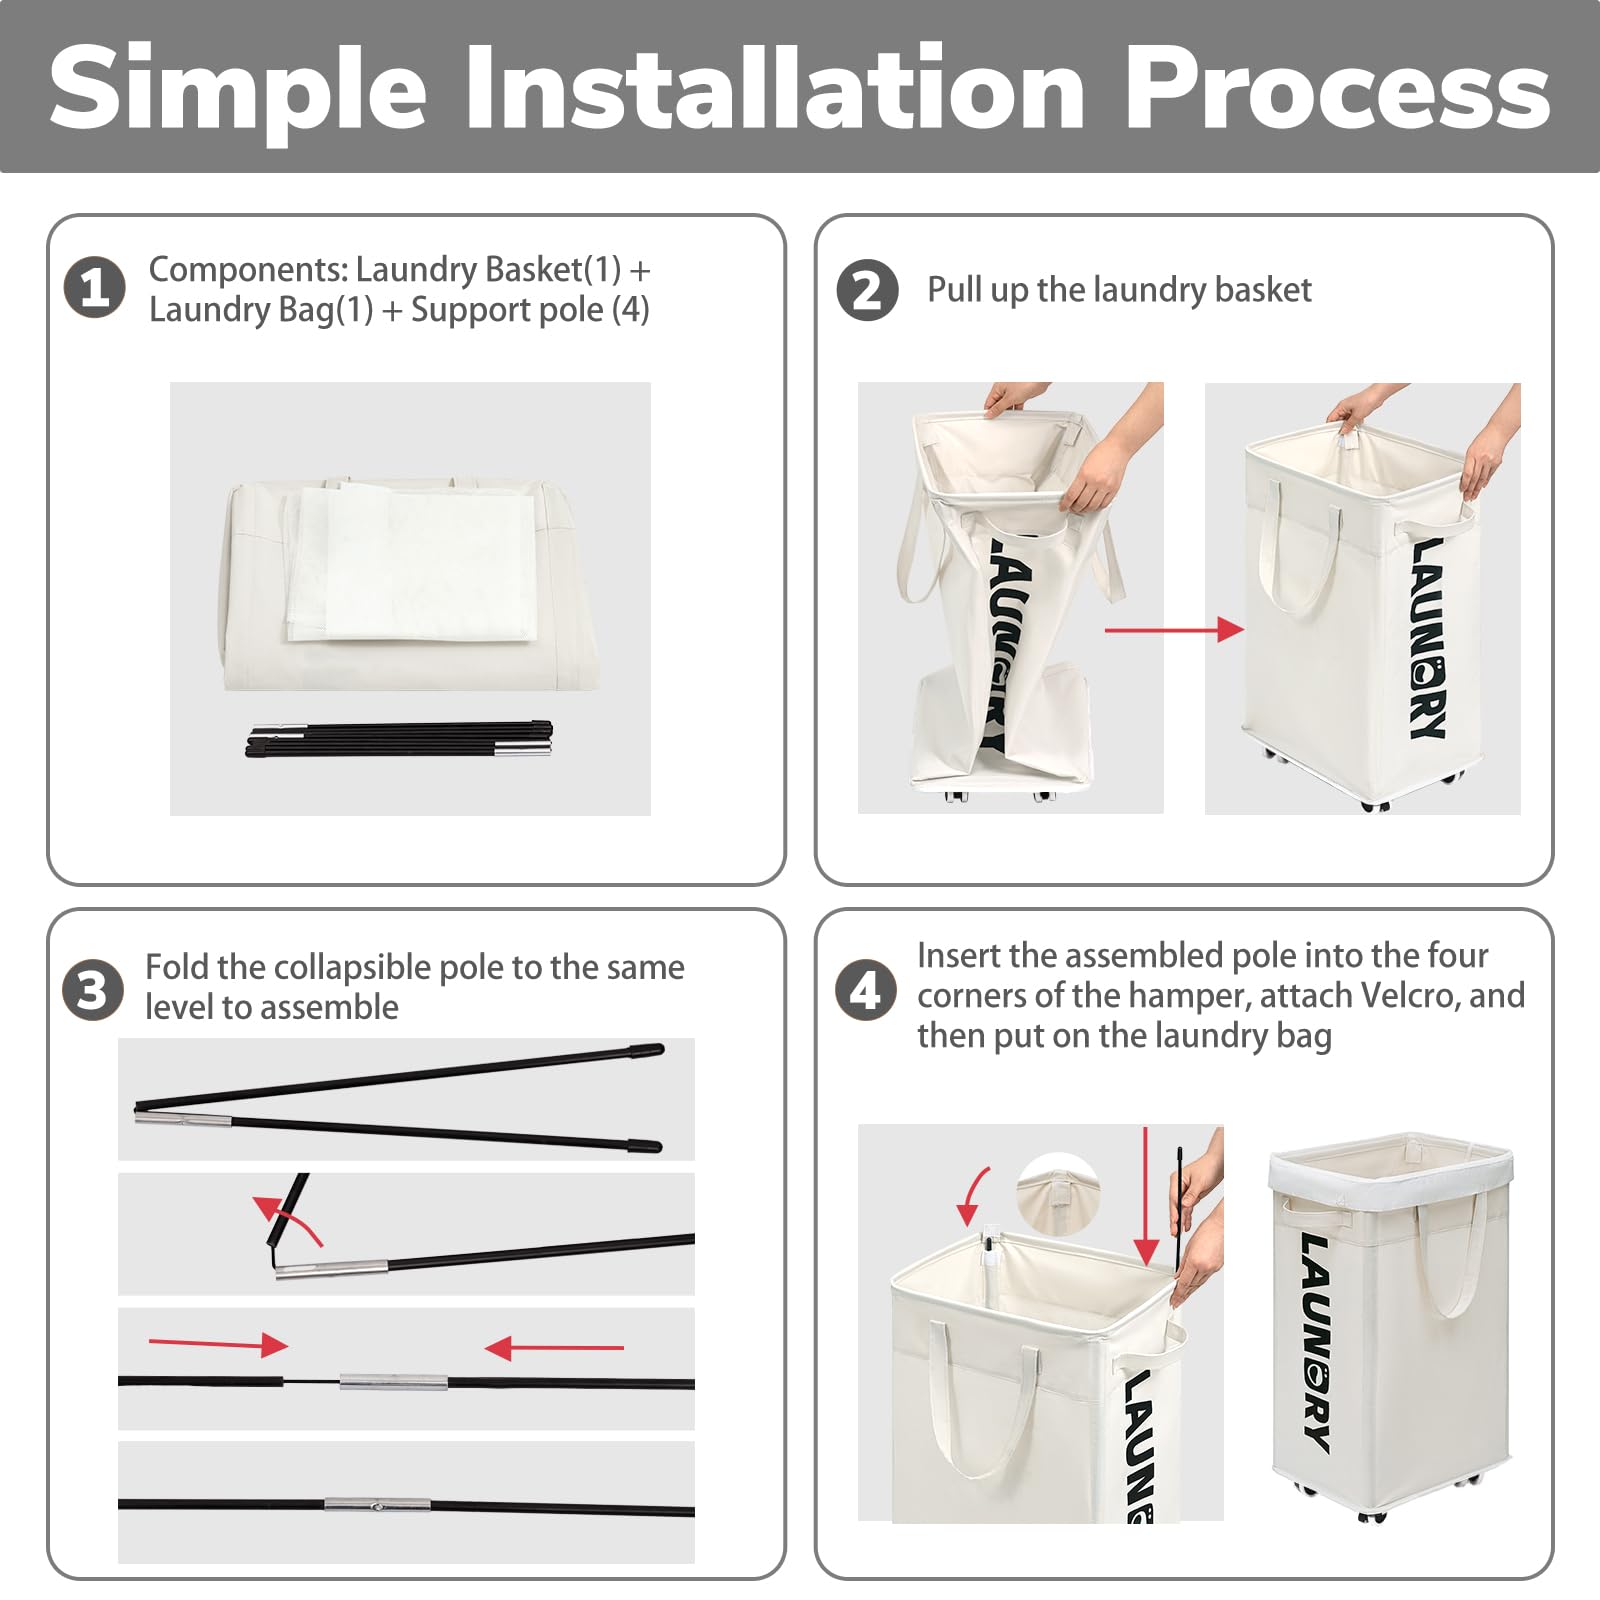 Simple Installation Process
1
Components: Laundry Basket(1) +
Laundry Bag(1) + Support pole (4)
2
Pull up the laundry basket
LAUNDRY
LAUNDRY
3
Fold the collapsible pole to the same
level to assemble
4
Insert the assembled pole into the four
corners of the hamper, attach Velcro, and
then put on the laundry bag
LAUND
LAUNDRY